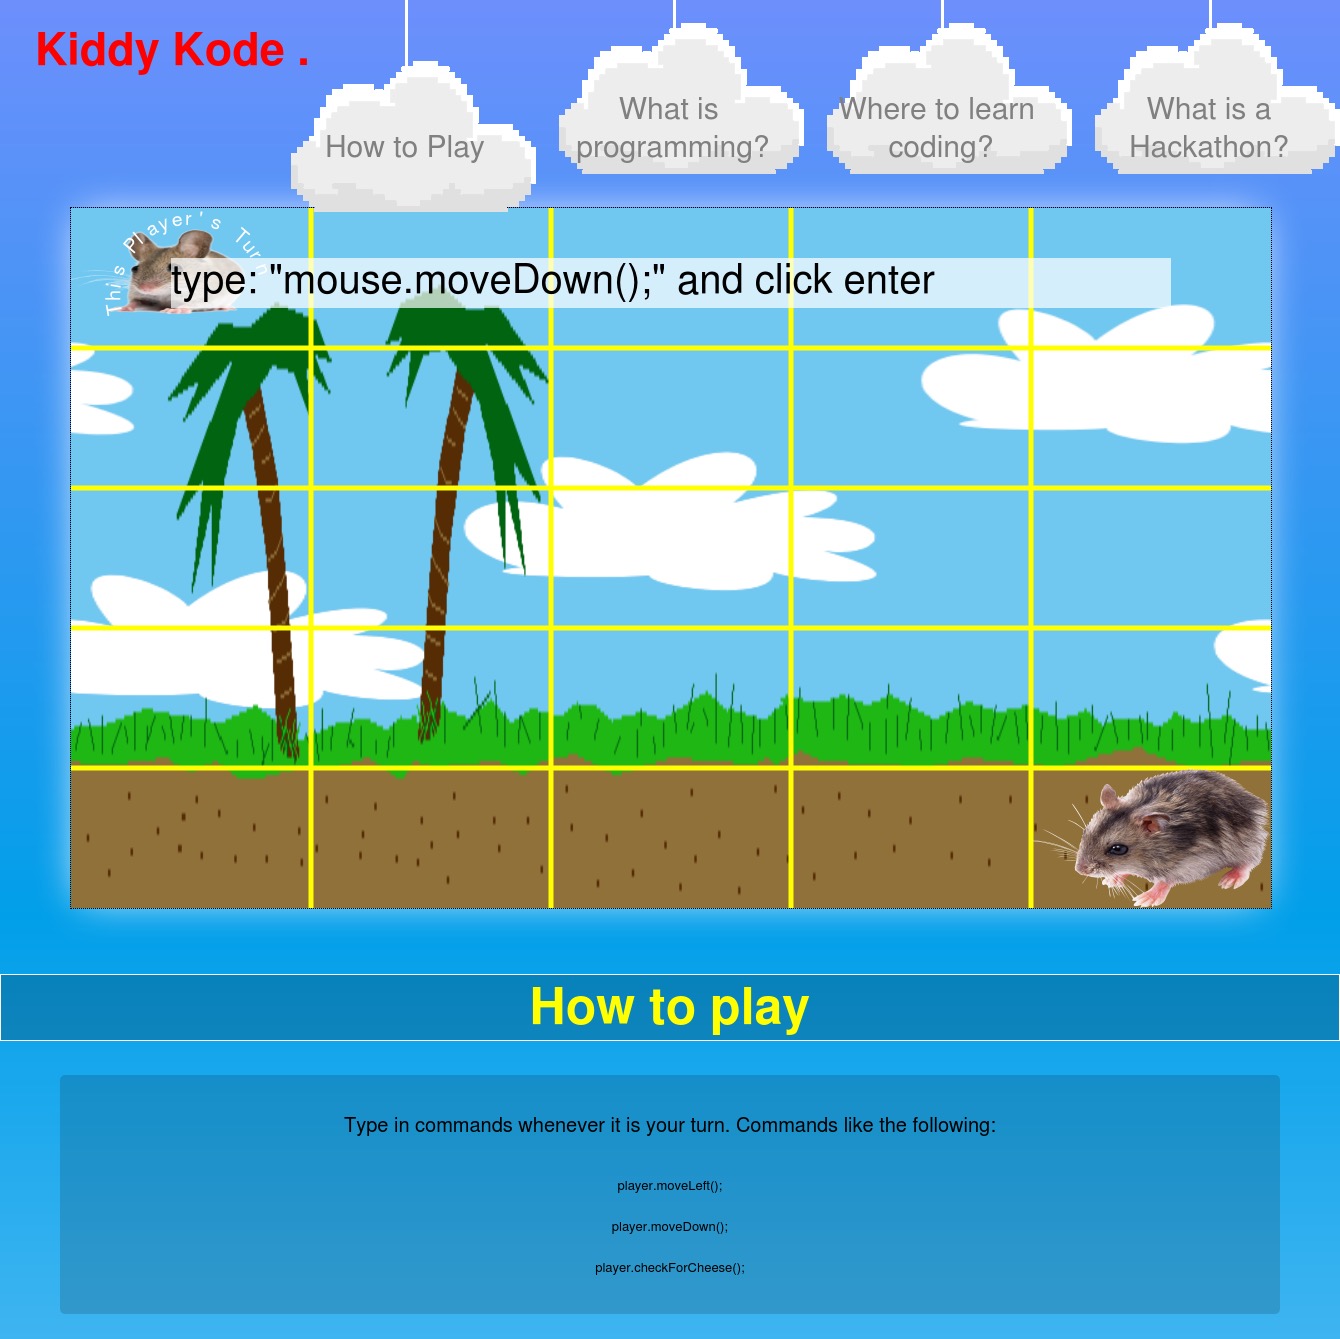 Kiddy Kode .
How to Play
What is
programming?
Where to learn
coding?
What is a
Hackathon?
This Player's Turn
type: "mouse.moveDown();" and click enter
How to play
Type in commands whenever it is your turn. Commands like the following:
player.moveLeft();
player.moveDown();
player.checkForCheese();